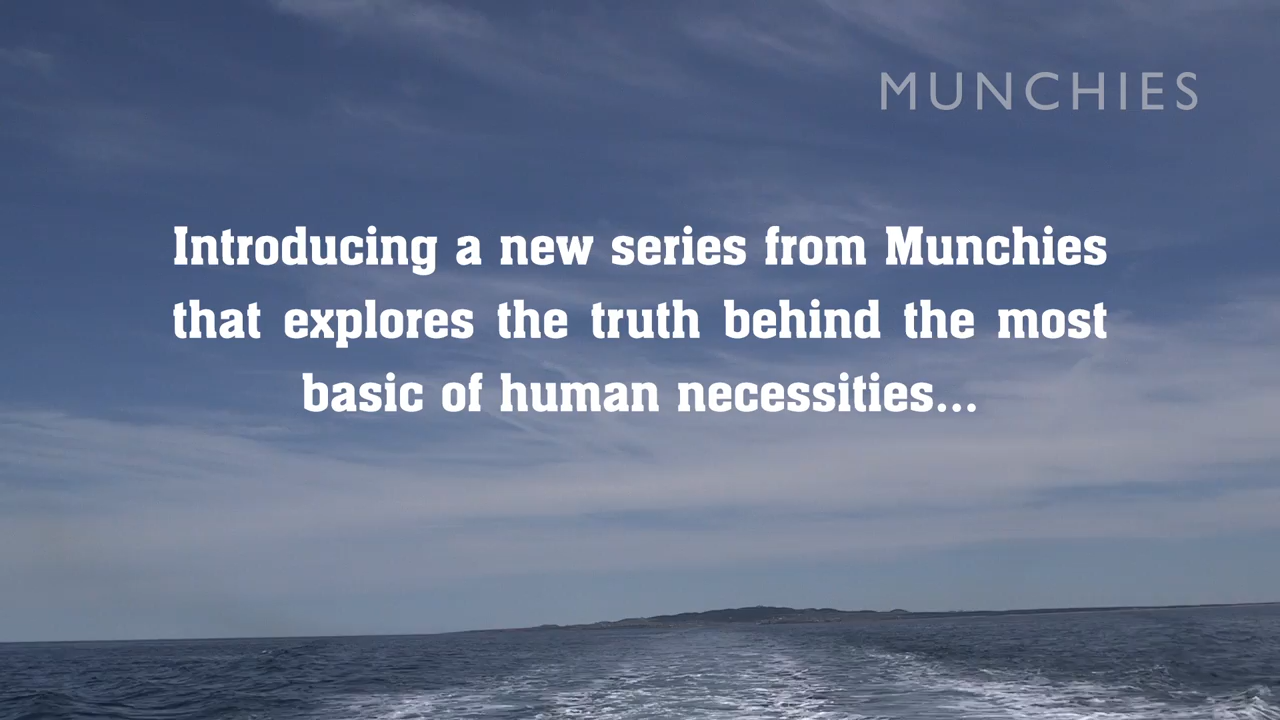 MUNCHIES
Introducing a new series from Munchies
that explores the truth behind the most
basic of human necessities...